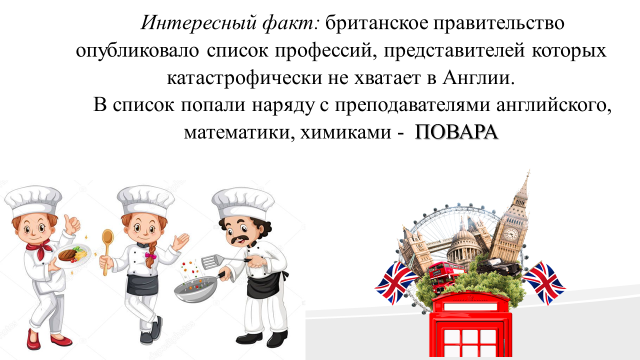 Интересный факт: британское правительство
опубликовало список профессий, представителей которых
катастрофически не хватает в Англии.
В список попали наряду с преподавателями английского,
математики, химиками - ПОВАРА